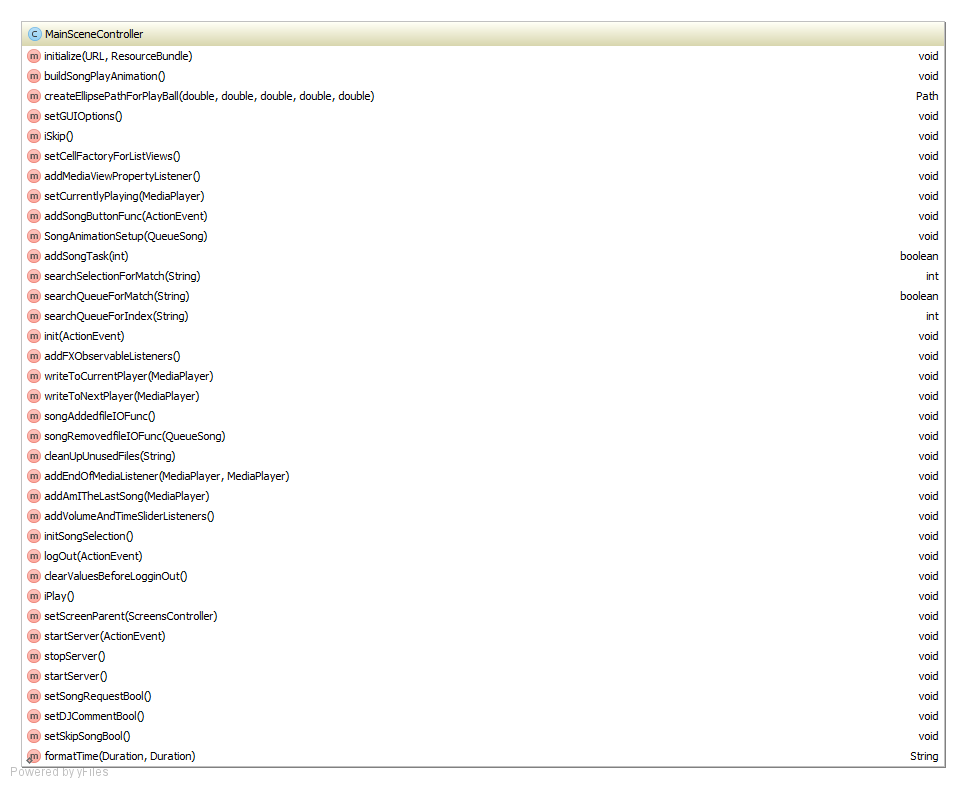 C MainSceneController
m initialize(URL, ResourceBundle) void
m buildSongPlayAnimation() void
m createEllipsePathForPlayBall(double, double, double, double, double) Path
m setGUIOptions() void
m iSkip() void
m setCellFactoryForListViews() void
m addMediaViewPropertyListener() void
m setCurrentlyPlaying(MediaPlayer) void
m addSongButtonFunc(ActionEvent) void
m SongAnimationSetup(QueueSong) void
m addSongTask(int) boolean
m searchSelectionForMatch(String) int
m searchQueueForMatch(String) boolean
m searchQueueForIndex(String) int
m init(ActionEvent) void
m addFXObservableListeners() void
m writeToCurrentPlayer(MediaPlayer) void
m writeToNextPlayer(MediaPlayer) void
m songAddedfileIOFunc() void
m songRemovedfileIOFunc(QueueSong) void
m cleanUpUnusedFiles(String) void
m addEndOfMediaListener(MediaPlayer, MediaPlayer) void
m addAmITheLastSong(MediaPlayer) void
m addVolumeAndTimeSliderListeners() void
m initSongSelection() void
m logOut(ActionEvent) void
m clearValuesBeforeLogginOut() void
m iPlay() void
m setScreenParent(ScreensController) void
m startServer(ActionEvent) void
m stopServer() void
m startServer() void
m setSongRequestBool() void
m setDJCommentBool() void
m setSkipSongBool() void
m formatTime(Duration, Duration) String
Powered by yFiles